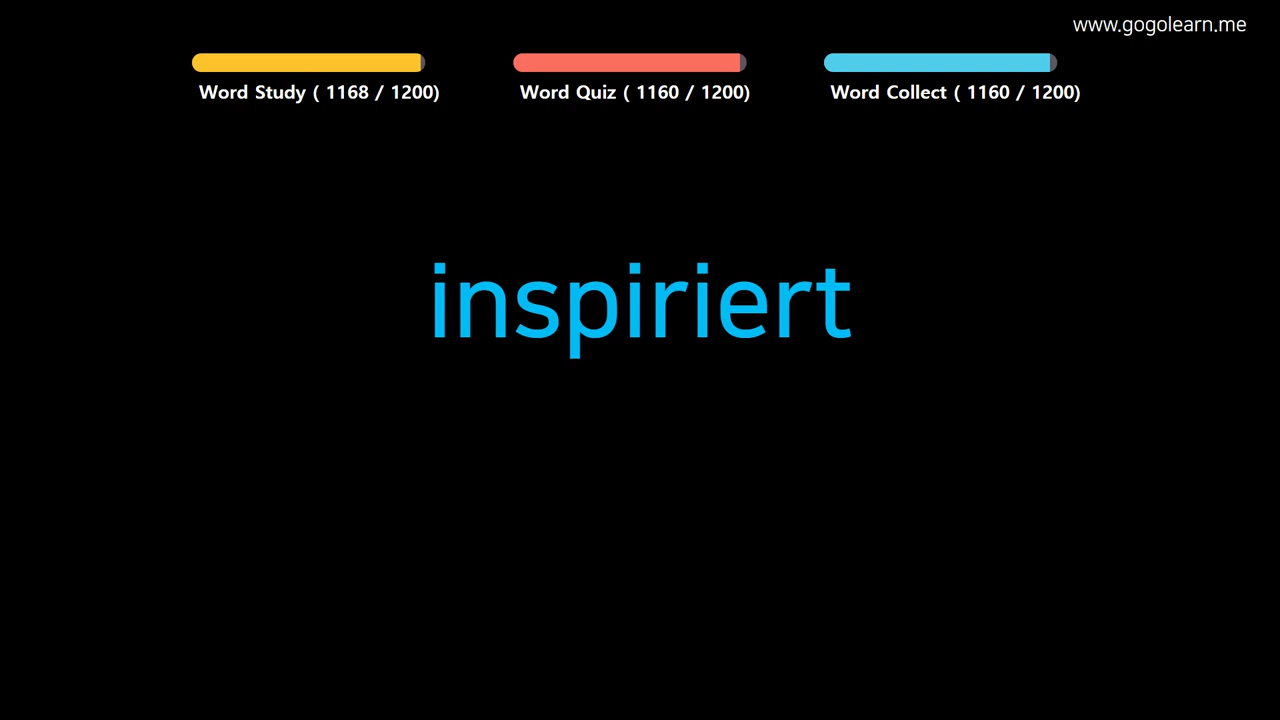 www.gogolearn.me
Word Study ( 1168 / 1200)
Word Quiz ( 1160 / 1200)
Word Collect ( 1160 / 1200)
inspiriert